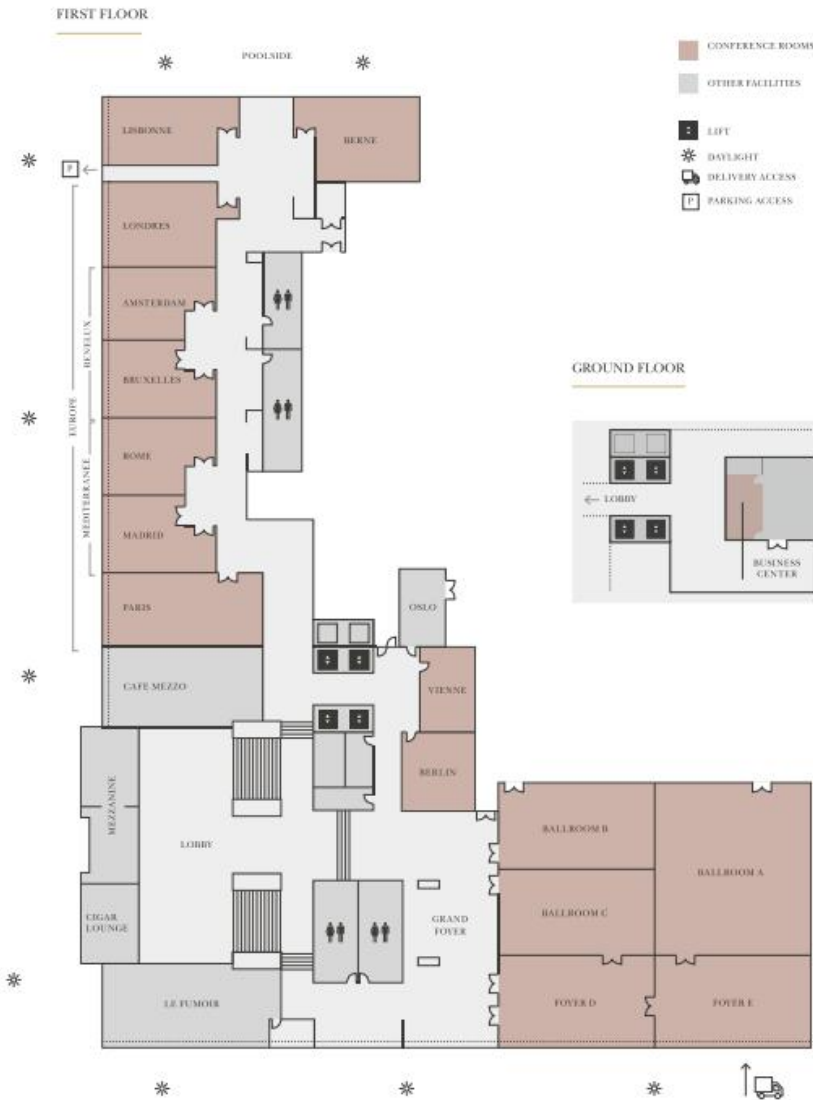 FIRST FLOOR
POOLSIDE
CONFERENCE ROOMS
OTHER FACILITIES
LIFT
DAYLIGHT
DELIVERY ACCESS
P PARKING ACCESS
LISBONNE
BERNE
P
LONDRES
AMSTERDAM
BENELUX
BRUXELLES
EUROPE
ROME
MEDITERRANÉE
MADRID
PARIS
GROUND FLOOR
LOBBY
BUSINESS
CENTER
OSLO
CAFE MEZZO
VIENNE
BERLIN
MEZZANINE
LOBBY
BALLROOM B
BALLROOM A
CIGAR
LOUNGE
GRAND
FOYER
BALLROOM C
LE FUMOIR
FOYER D
FOYER E